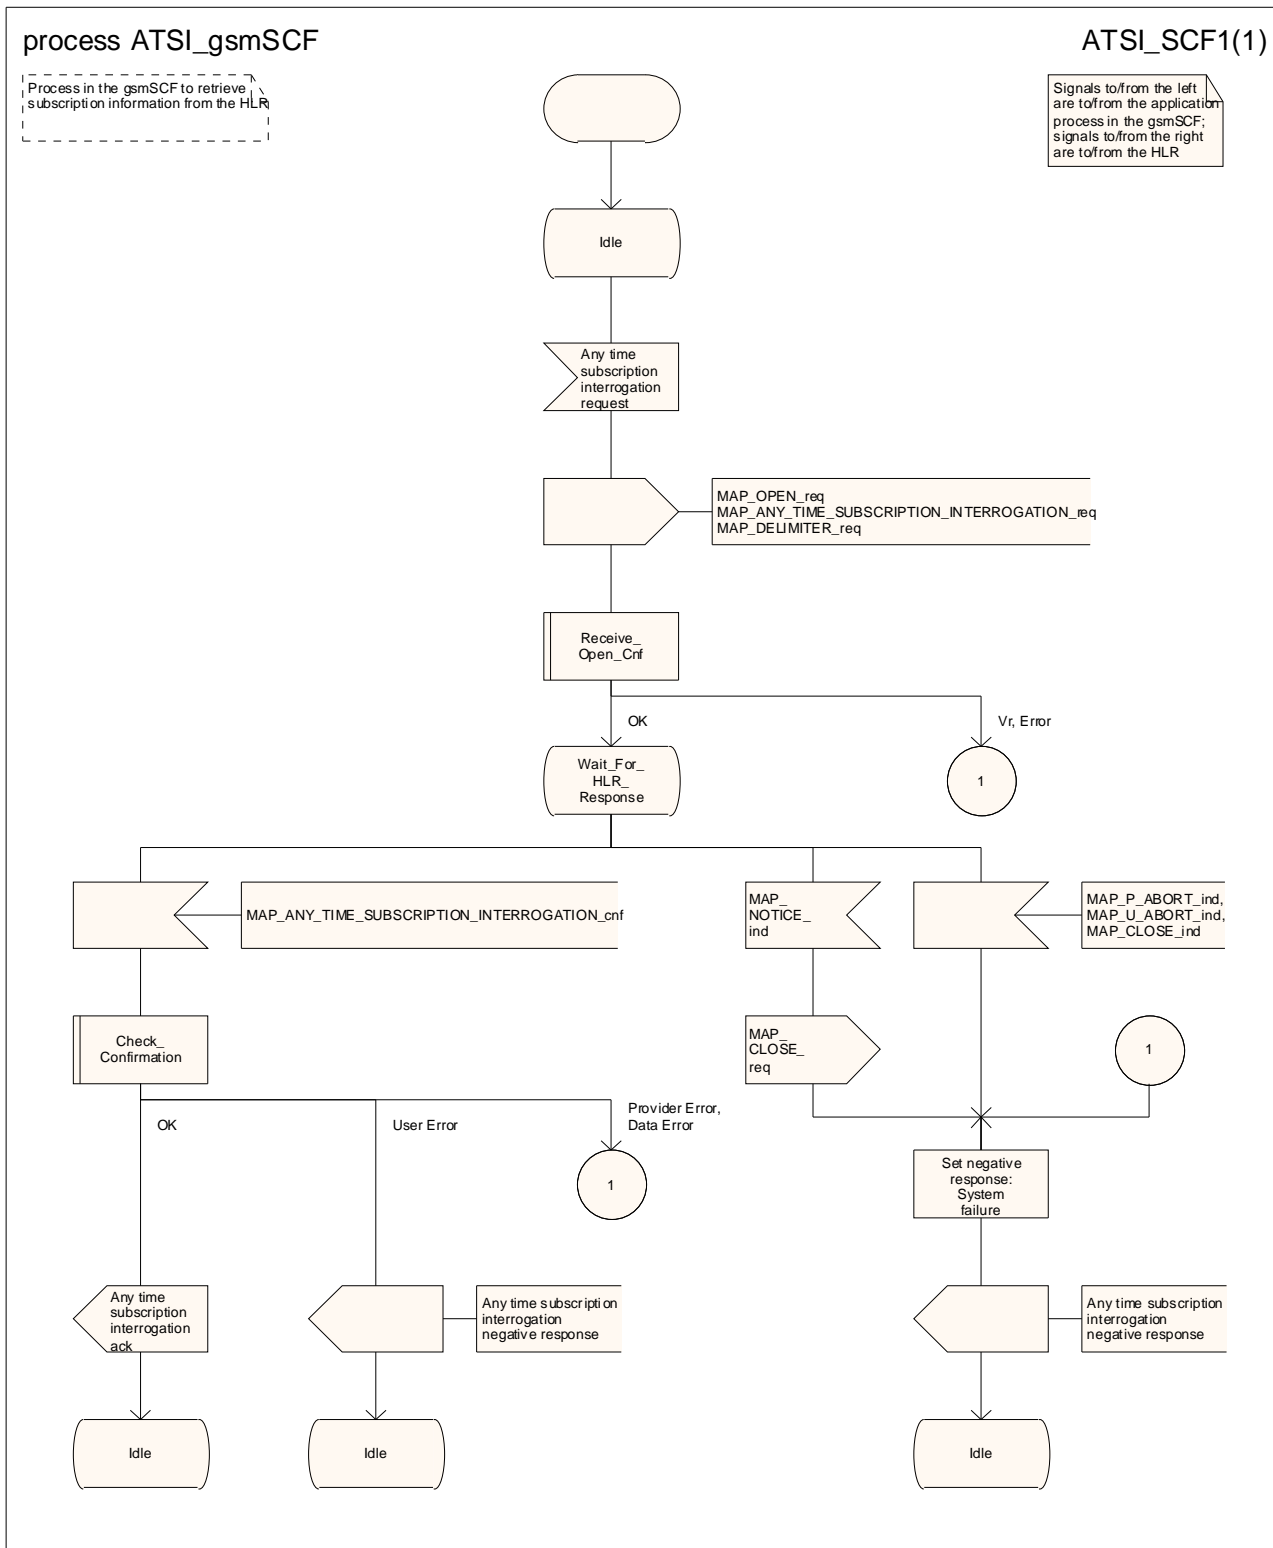 process ATSI_gsmSCF
ATSI_SCF1(1)
Process in the gsmSCF to retrieve
subscription information from the HLR
Signals to/from the left
are to/from the application
process in the gsmSCF;
signals to/from the right
are to/from the HLR
Idle
Any time
subscription
interrogation
request
MAP_OPEN_req
MAP_ANY_TIME_SUBSCRIPTION_INTERROGATION_req
MAP_DELIMITER_req
Receive_
Open_Cnf
OK
Vr, Error
Wait_For_
HLR_
Response
1
MAP_ANY_TIME_SUBSCRIPTION_INTERROGATION_cnf
MAP_
NOTICE_
ind
MAP_P_ABORT_ind,
MAP_U_ABORT_ind,
MAP_CLOSE_ind
Check_
Confirmation
MAP_
CLOSE_
req
1
OK
User Error
Provider Error,
Data Error
1
Set negative
response:
System
failure
Any time
subscription
interrogation
ack
Any time subscription
interrogation
negative response
Any time subscription
interrogation
negative response
Idle
Idle
Idle